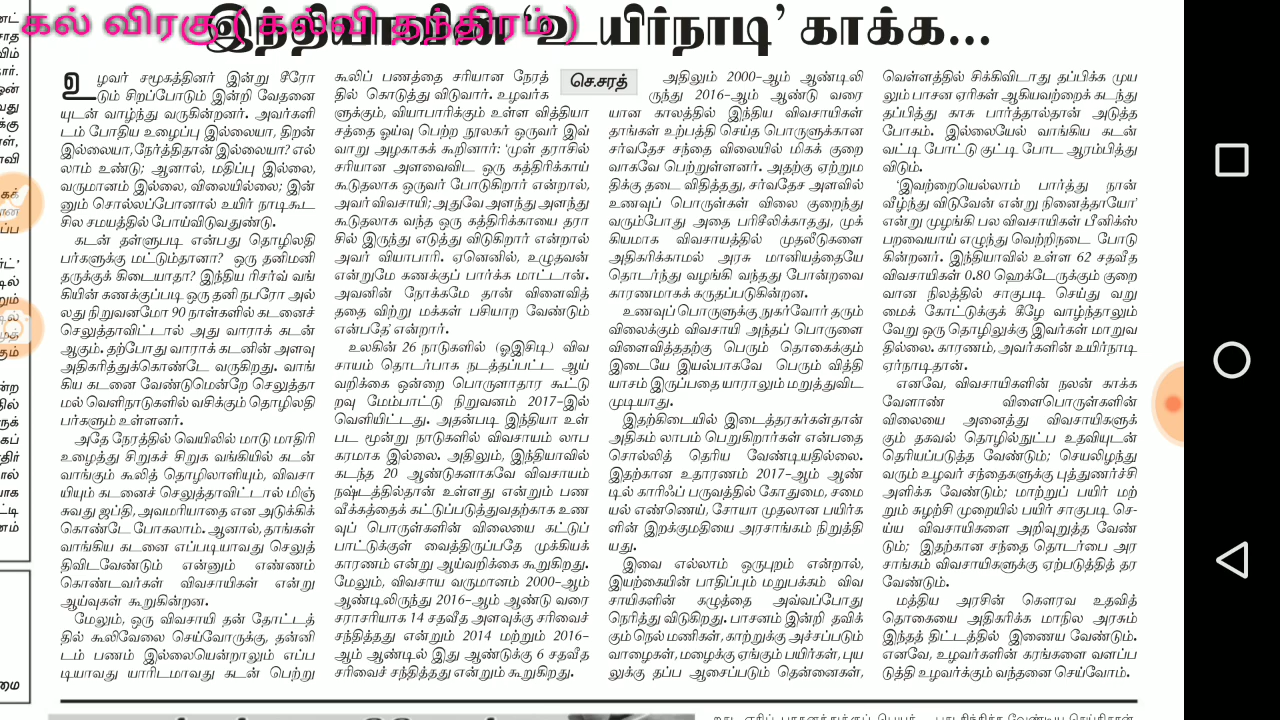 கல் விரகு ( கல்வி தந்திரம் )
இந்தியாவின் 'உயிர்நாடி' காக்க...
செ.சரத்
உழவர் சமூகத்தினர் இன்று சீரோ
டும் சிறப்போடும் இன்றி வேதனை
யுடன் வாழ்ந்து வருகின்றனர். அவர்களி
டம் போதிய உழைப்பு இல்லையா, திறன்
இல்லையா, நேர்த்திதான் இல்லையா? எல்
லாம் உண்டு; ஆனால், மதிப்பு இல்லை,
வருமானம் இல்லை, விலையில்லை; இன்
னும் சொல்லப்போனால் உயிர் நாடிகூட
சில சமயத்தில் போய்விடுவதுண்டு.
கடன் தள்ளுபடி என்பது தொழிலதி
பர்களுக்கு மட்டும்தானா? ஒரு தனிமனி
தருக்குக் கிடையாதா? இந்திய ரிசர்வ் வங்
கியின் கணக்குப்படி ஒரு தனி நபரோ அல்
லது நிறுவனமோ 90 நாள்களில் கடனைச்
செலுத்தாவிட்டால் அது வாராக் கடன்
ஆகும். தற்போது வாராக் கடனின் அளவு
அதிகரித்துக்கொண்டே வருகிறது. வாங்
கிய கடனை வேண்டுமென்றே செலுத்தா
மல் வெளிநாடுகளில் வசிக்கும் தொழிலதி
பர்களும் உள்ளனர்.
அதே நேரத்தில் வெயிலில் மாடு மாதிரி
உழைத்து சிறுகச் சிறுக வங்கியில் கடன்
வாங்கும் கூலித் தொழிலாளியும், விவசா
யியும் கடனைச் செலுத்தாவிட்டால் மிஞ்
சுவது ஜப்தி, அவமரியாதை என அடுக்கிக்
கொண்டே போகலாம். ஆனால், தாங்கள்
வாங்கிய கடனை எப்படியாவது செலுத்
திவிடவேண்டும் என்னும் எண்ணம்
கொண்டவர்கள் விவசாயிகள் என்று
ஆய்வுகள் கூறுகின்றன.
மேலும், ஒரு விவசாயி தன் தோட்டத்
தில் கூலிவேலை செய்வோருக்கு, தன்னி
டம் பணம் இல்லையென்றாலும் எப்ப
டியாவது யாரிடமாவது கடன் பெற்று
கூலிப் பணத்தை சரியான நேரத்
தில் கொடுத்து விடுவார். உழவர்க
ளுக்கும், வியாபாரிக்கும் உள்ள வித்தியா
சத்தை ஓய்வு பெற்ற நூலகர் ஒருவர் இவ்
வாறு அழகாகக் கூறினார்: 'முள் தராசில்
சரியான அளவைவிட ஒரு கத்திரிக்காய்
கூடுதலாக ஒருவர் போடுகிறார் என்றால்,
அவர் விவசாயி; அதுவே அளந்து அளந்து
கூடுதலாக வந்த ஒரு கத்திரிக்காயை தரா
சில் இருந்து எடுத்து விடுகிறார் என்றால்
அவர் வியாபாரி. ஏனெனில், உழுதவன்
என்றுமே கணக்குப் பார்க்க மாட்டான்.
அவனின் நோக்கமே தான் விளைவித்
ததை விற்று மக்கள் பசியாற வேண்டும்
என்பதே' என்றார்.
உலகின் 26 நாடுகளில் (ஓஇசிடி) விவ
சாயம் தொடர்பாக நடத்தப்பட்ட ஆய்
வறிக்கை ஒன்றை பொருளாதார கூட்டு
றவு மேம்பாட்டு நிறுவனம் 2017-இல்
வெளியிட்டது. அதன்படி இந்தியா உள்
பட மூன்று நாடுகளில் விவசாயம் லாப
கரமாக இல்லை. அதிலும், இந்தியாவில்
கடந்த 20 ஆண்டுகளாகவே விவசாயம்
நஷ்டத்தில்தான் உள்ளது என்றும் பண
வீக்கத்தைக் கட்டுப்படுத்துவதற்காக உண
வுப் பொருள்களின் விலையை கட்டுப்
பாட்டுக்குள் வைத்திருப்பதே முக்கியக்
காரணம் என்றும் ஆய்வறிக்கை கூறுகிறது.
மேலும், விவசாய வருமானம் 2000-ஆம்
ஆண்டிலிருந்து 2016-ஆம் ஆண்டு வரை
சராசரியாக 14 சதவீத அளவுக்கு சரிவைச்
சந்தித்தது என்றும் 2014 மற்றும் 2016-
ஆம் ஆண்டில் இது ஆண்டுக்கு 6 சதவீத
சரிவைச் சந்தித்தது என்றும் கூறுகிறது.
அதிலும் 2000-ஆம் ஆண்டிலி
ருந்து 2016-ஆம் ஆண்டு வரை
யான காலத்தில் இந்திய விவசாயிகள்
தாங்கள் உற்பத்தி செய்த பொருளுக்கான
சர்வதேச சந்தை விலையில் மிகக் குறை
வாகவே பெற்றுள்ளனர். அதற்கு ஏற்றும
திக்கு தடை விதித்தது, சர்வதேச அளவில்
உணவுப் பொருள்கள் விலை குறைந்து
வரும்போது அதை பரிசீலிக்காதது, முக்
கியமாக விவசாயத்தில் முதலீடுகளை
அதிகரிக்காமல் அரசு மானியத்தையே
தொடர்ந்து வழங்கி வந்தது போன்றவை
காரணமாகக் கருதப்படுகின்றன.
உணவுப் பொருளுக்கு நுகர்வோர் தரும்
விலைக்கும் விவசாயி அந்தப் பொருளை
விளைவித்ததற்கு பெரும் தொகைக்கும்
இடையே இயல்பாகவே பெரும் வித்தி
யாசம் இருப்பதை யாராலும் மறுத்துவிட
முடியாது.
இதற்கிடையில் இடைத்தரகர்கள்தான்
அதிகம் லாபம் பெறுகிறார்கள் என்பதை
சொல்லித் தெரிய வேண்டியதில்லை.
இதற்கான உதாரணம் 2017-ஆம் ஆண்
டில் காரிஃப் பருவத்தில் கோதுமை, சமை
யல் எண்ணெய், சோயா முதலான பயிர்க
ளின் இறக்குமதியை அரசாங்கம் நிறுத்தி
யது.
இவை எல்லாம் ஒருபுறம் என்றால்,
இயற்கையின் பாதிப்பும் மறுபக்கம் விவ
சாயிகளின் கழுத்தை அவ்வப்போது
நெரித்து விடுகிறது. பாசனம் இன்றி தவிக்
கும் நெல் மணிகள், காற்றுக்கு அச்சப்படும்
வாழைகள், மழைக்கு ஏங்கும் பயிர்கள், புய
லுக்கு தப்ப ஆசைப்படும் தென்னைகள்,
வெள்ளத்தில் சிக்கிவிடாது தப்பிக்க முய
லும் பாசன ஏரிகள் ஆகியவற்றைக் கடந்து
தப்பித்து காசு பார்த்தால்தான் அடுத்த
போகம். இல்லையேல் வாங்கிய கடன்
வட்டி போட்டு குட்டி போட ஆரம்பித்து
விடும்.
'இவற்றையெல்லாம் பார்த்து நான்
வீழ்ந்து விடுவேன் என்று நினைத்தாயோ'
என்று முழங்கி பல விவசாயிகள் பீனிக்ஸ்
பறவையாய் எழுந்து வெற்றிநடை போடு
கின்றனர். இந்தியாவில் உள்ள 62 சதவீத
விவசாயிகள் 0.80 ஹெக்டேருக்கும் குறை
வான நிலத்தில் சாகுபடி செய்து வறு
மைக் கோட்டுக்குக் கீழே வாழ்ந்தாலும்
வேறு ஒரு தொழிலுக்கு இவர்கள் மாறுவ
தில்லை. காரணம், அவர்களின் உயிர்நாடி
ஏர்நாடிதான்.
எனவே, விவசாயிகளின் நலன் காக்க
வேளாண் விளைபொருள்களின்
விலையை அனைத்து விவசாயிகளுக்
கும் தகவல் தொழில்நுட்ப உதவியுடன்
தெரியப்படுத்த வேண்டும்; செயலிழந்து
வரும் உழவர் சந்தைகளுக்கு புத்துணர்ச்சி
அளிக்க வேண்டும்; மாற்றுப் பயிர் மற்
றும் சுழற்சி முறையில் பயிர் சாகுபடி செ-
ய்ய விவசாயிகளை அறிவுறுத்த வேண்
டும்; இதற்கான சந்தை தொடர்பை அர
சாங்கம் விவசாயிகளுக்கு ஏற்படுத்தித் தர
வேண்டும்.
மத்திய அரசின் கௌரவ உதவித்
தொகையை அதிகரிக்க மாநில அரசும்
இந்தத் திட்டத்தில் இணைய வேண்டும்.
எனவே, உழவர்களின் கரங்களை வளப்ப
டுத்தி உழவர்க்கும் வந்தனை செய்வோம்.